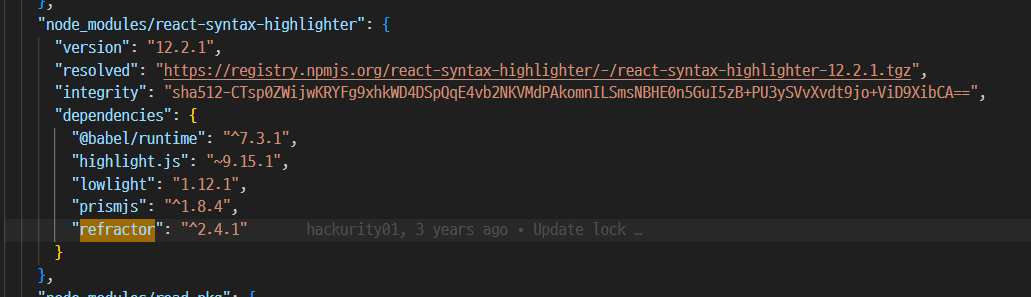 },
"node_modules/react-syntax-highlighter": {
"version": "12.2.1",
"resolved": "https://registry.npmjs.org/react-syntax-highlighter/-/react-syntax-highlighter-12.2.1.tgz",
"integrity": "sha512-CTsp0ZWijwKRYFg9xhkWD4DSpQqE4vb2NKVMdPAkomnILSmsNBHE0n5GuI5zB+PU3ySVvXvdt9jo+ViD9XibCA==",
"dependencies": {
"@babel/runtime": "^7.3.1",
"highlight.js": "~9.15.1",
"lowlight": "1.12.1",
"prismjs": "^1.8.4",
"refractor": "^2.4.1" hackurity01, 3 years ago • Update lock …
}
},
"node_modules/read-pkg": {